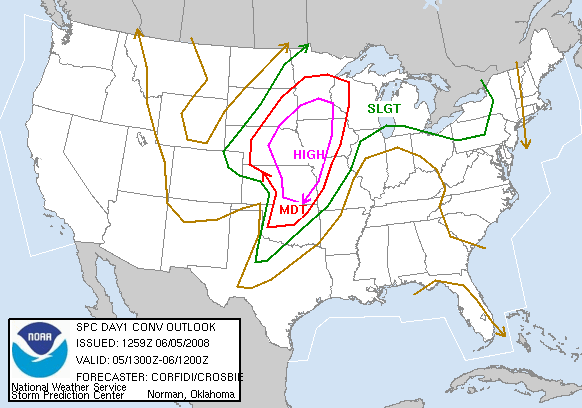 SLGT
HIGH
MDT
NOAA
SPC DAY1 CONV OUTLOOK
ISSUED: 1259Z 06/05/2008
VALID: 05/1300Z-06/1200Z
FORECASTER: CORFIDI/CROSBIE
National Weather Service
Storm Prediction Center Norman, Oklahoma